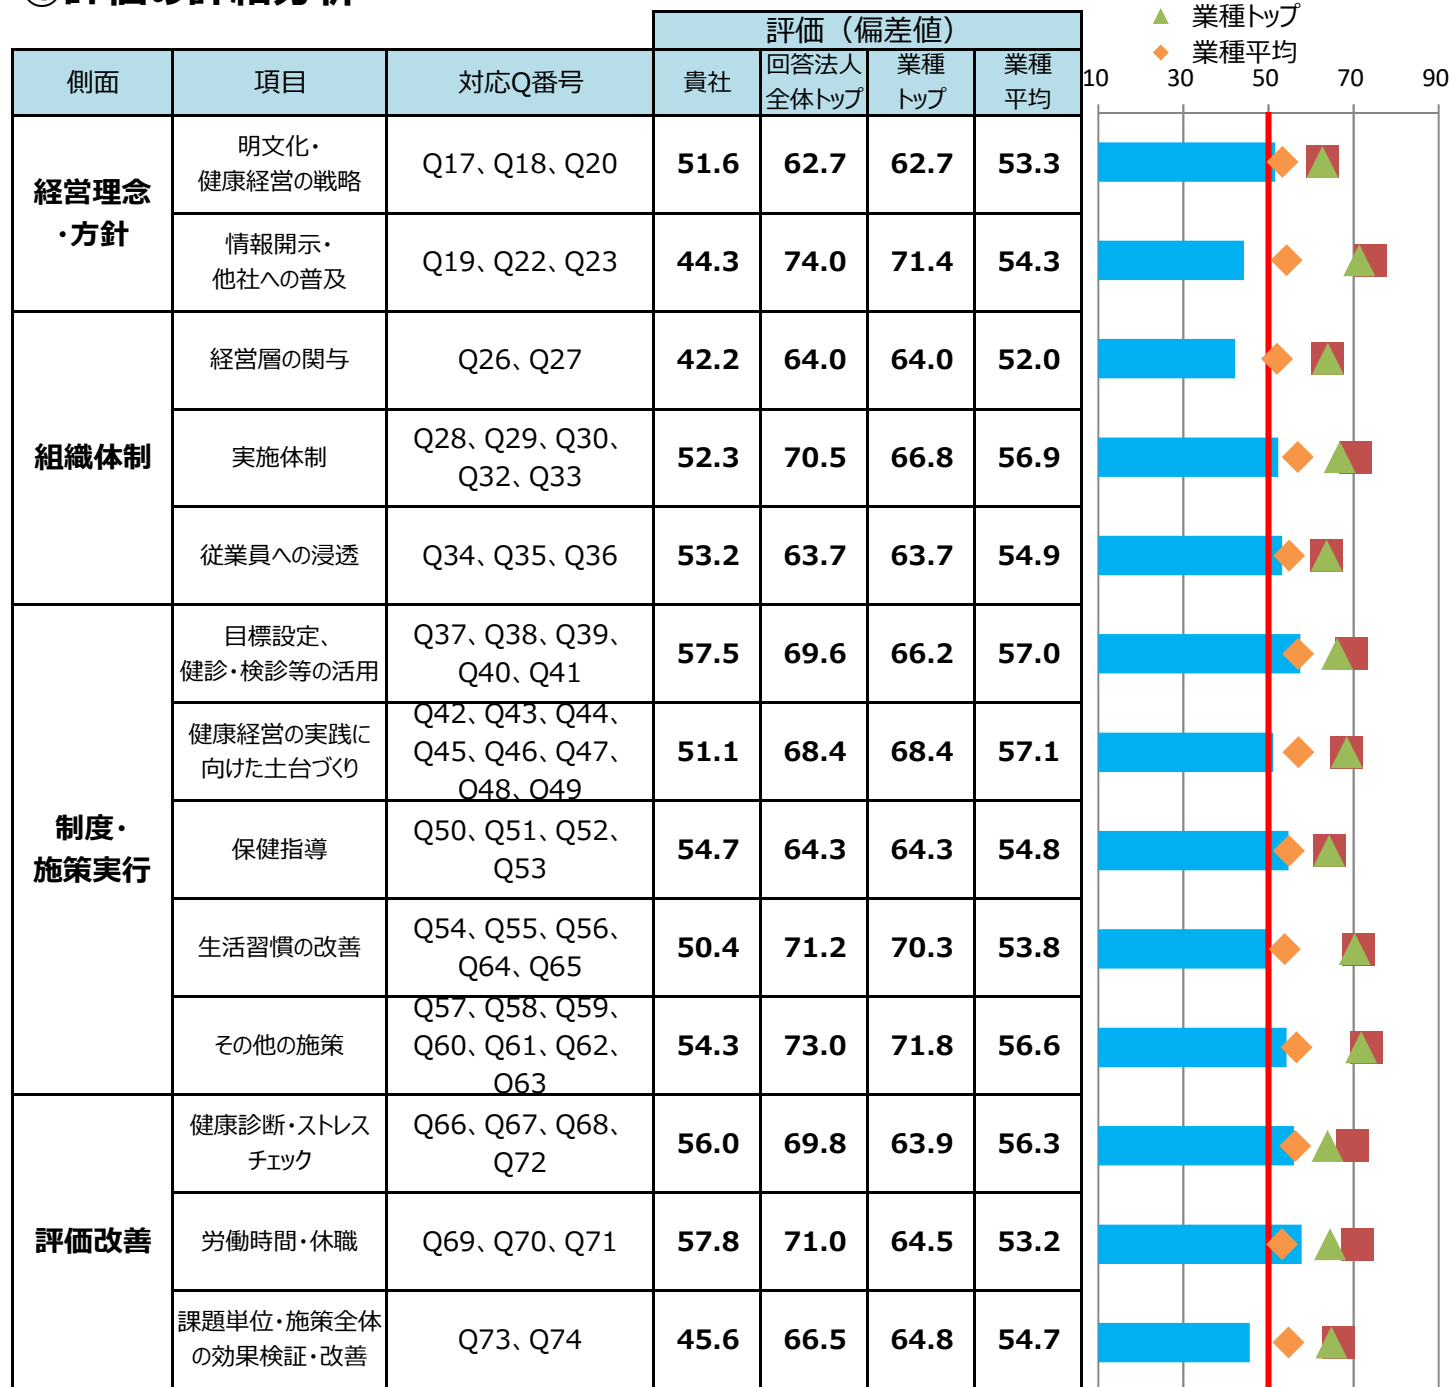 ①評価の詳細分析
▲ 業種トップ
◆ 業種平均
評価（偏差値）
側面 項目 対応Q番号 貴社 回答法人全体トップ 業種トップ 業種平均
10 30 50 70 90
経営理念
・方針
明文化・
健康経営の戦略
Q17、Q18、Q20
51.6 62.7 62.7 53.3
情報開示・
他社への普及
Q19、Q22、Q23
44.3 74.0 71.4 54.3
組織体制
経営層の関与
Q26、Q27
42.2 64.0 64.0 52.0
実施体制
Q28、Q29、Q30、
Q32、Q33
52.3 70.5 66.8 56.9
従業員への浸透
Q34、Q35、Q36
53.2 63.7 63.7 54.9
制度・
施策実行
目標設定、
健診・検診等の活用
Q37、Q38、Q39、
Q40、Q41
57.5 69.6 66.2 57.0
健康経営の実践に
向けた土台づくり
Q42、Q43、Q44、
Q45、Q46、Q47、
Q48、Q49
51.1 68.4 68.4 57.1
保健指導
Q50、Q51、Q52、
Q53
54.7 64.3 64.3 54.8
生活習慣の改善
Q54、Q55、Q56、
Q64、Q65
50.4 71.2 70.3 53.8
その他の施策
Q57、Q58、Q59、
Q60、Q61、Q62、
Q63
54.3 73.0 71.8 56.6
評価改善
健康診断・ストレス
チェック
Q66、Q67、Q68、
Q72
56.0 69.8 63.9 56.3
労働時間・休職
Q69、Q70、Q71
57.8 71.0 64.5 53.2
課題単位・施策全体
の効果検証・改善
Q73、Q74
45.6 66.5 64.8 54.7